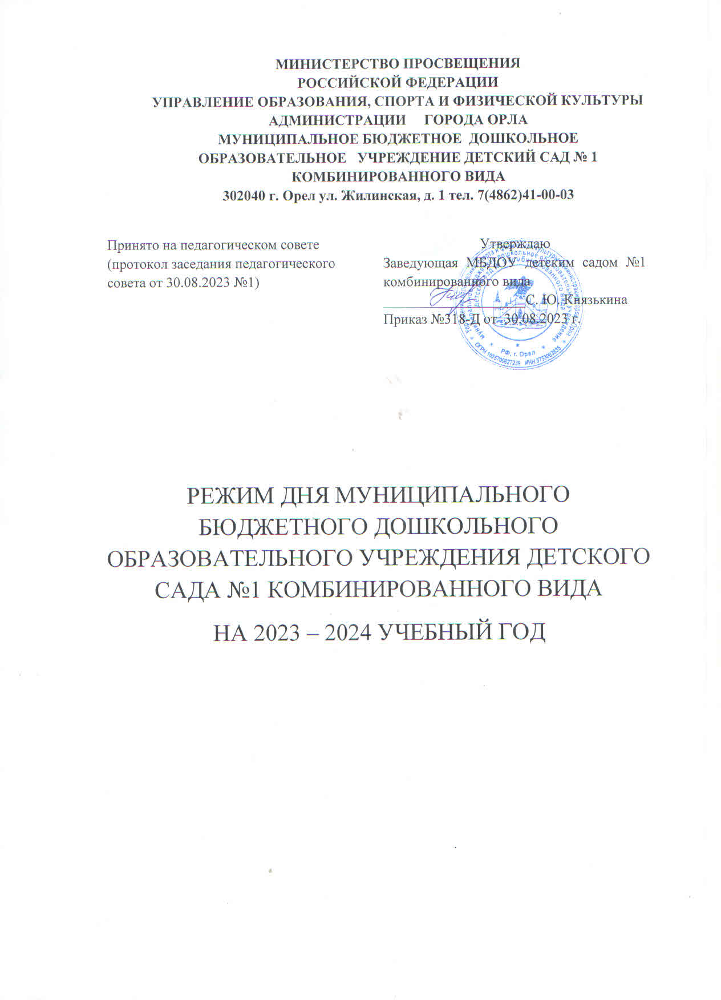 МИНИСТЕРСТВО ПРОСВЕЩЕНИЯ
РОССИЙСКОЙ ФЕДЕРАЦИИ
УПРАВЛЕНИЕ ОБРАЗОВАНИЯ, СПОРТА И ФИЗИЧЕСКОЙ КУЛЬТУРЫ
АДМИНИСТРАЦИИ ГОРОДА ОРЛА
МУНИЦИПАЛЬНОЕ БЮДЖЕТНОЕ ДОШКОЛЬНОЕ
ОБРАЗОВАТЕЛЬНОЕ УЧРЕЖДЕНИЕ ДЕТСКИЙ САД № 1
КОМБИНИРОВАННОГО ВИДА
302040 г. Орел ул. Жилинская, д. 1 тел. 7(4862)41-00-03
Принято на педагогическом совете
(протокол заседания педагогического
совета от 30.08.2023 №1)
Утверждаю
Заведующая МБДОУ детским садом №1
комбинированного вида
С. Ю. Князькина
Приказ №318-Д от 30.08.2023 г.
РФ, г. Орел
ОГРН 1025700827239 ИНН 5753003836
РЕЖИМ ДНЯ МУНИЦИПАЛЬНОГО
БЮДЖЕТНОГО ДОШКОЛЬНОГО
ОБРАЗОВАТЕЛЬНОГО УЧРЕЖДЕНИЯ ДЕТСКОГО
САДА №1 КОМБИНИРОВАННОГО ВИДА
НА 2023 – 2024 УЧЕБНЫЙ ГОД